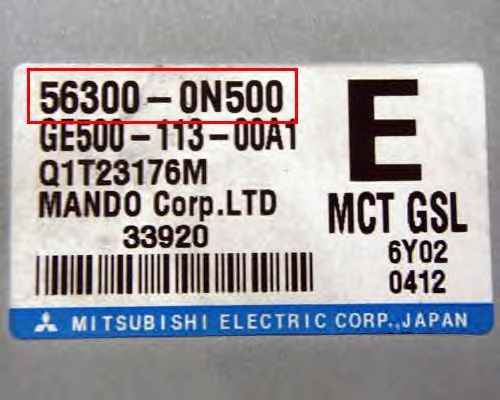 56300-0N500
GE500-113-00A1
Q1T23176M
MANDO Corp.LTD
33920
E
MCT GSL
6Y02
0412
MITSUBISHI ELECTRIC CORP.,JAPAN